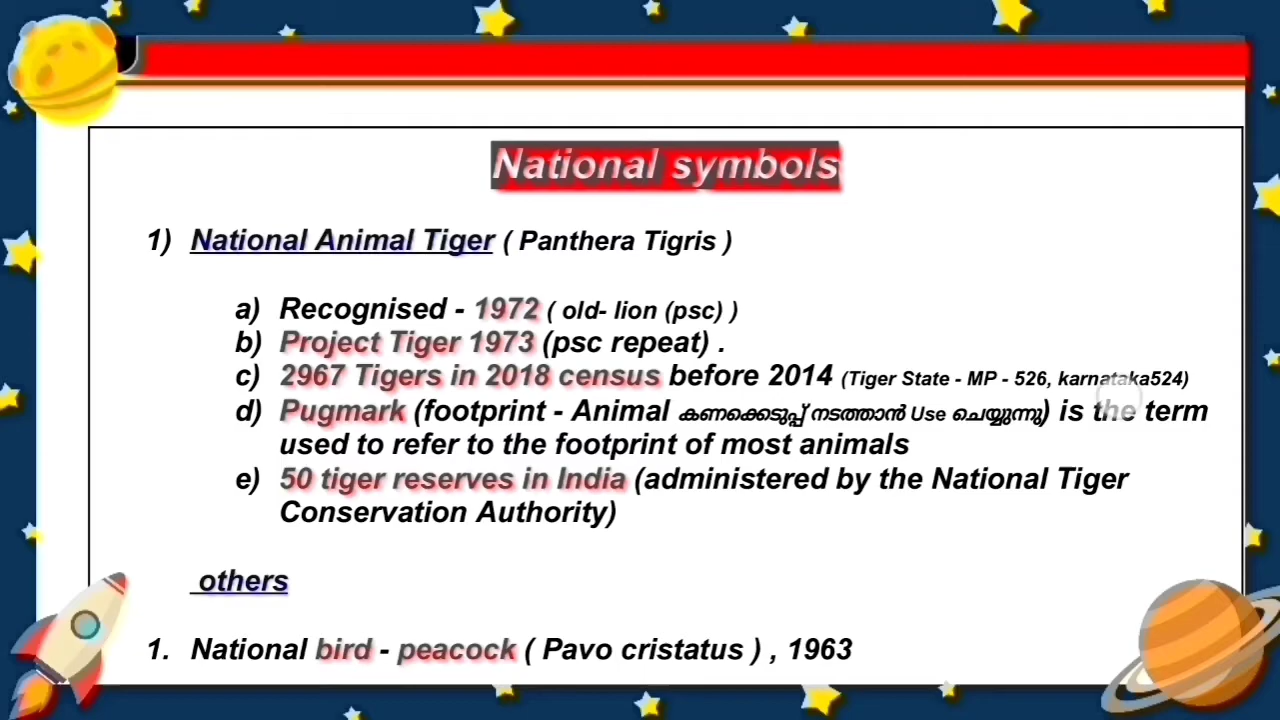 National symbols
1) National Animal Tiger ( Panthera Tigris )
a) Recognised - 1972 ( old- lion (psc) )
b) Project Tiger 1973 (psc repeat) .
c) 2967 Tigers in 2018 census before 2014 (Tiger State - MP - 526, karnataka524)
d) Pugmark (footprint - Animal കണക്കെടുപ്പ് നടത്താൻ Use ചെയ്യുന്നു) is the term
used to refer to the footprint of most animals
e) 50 tiger reserves in India (administered by the National Tiger
Conservation Authority)
others
1. National bird - peacock ( Pavo cristatus ) , 1963